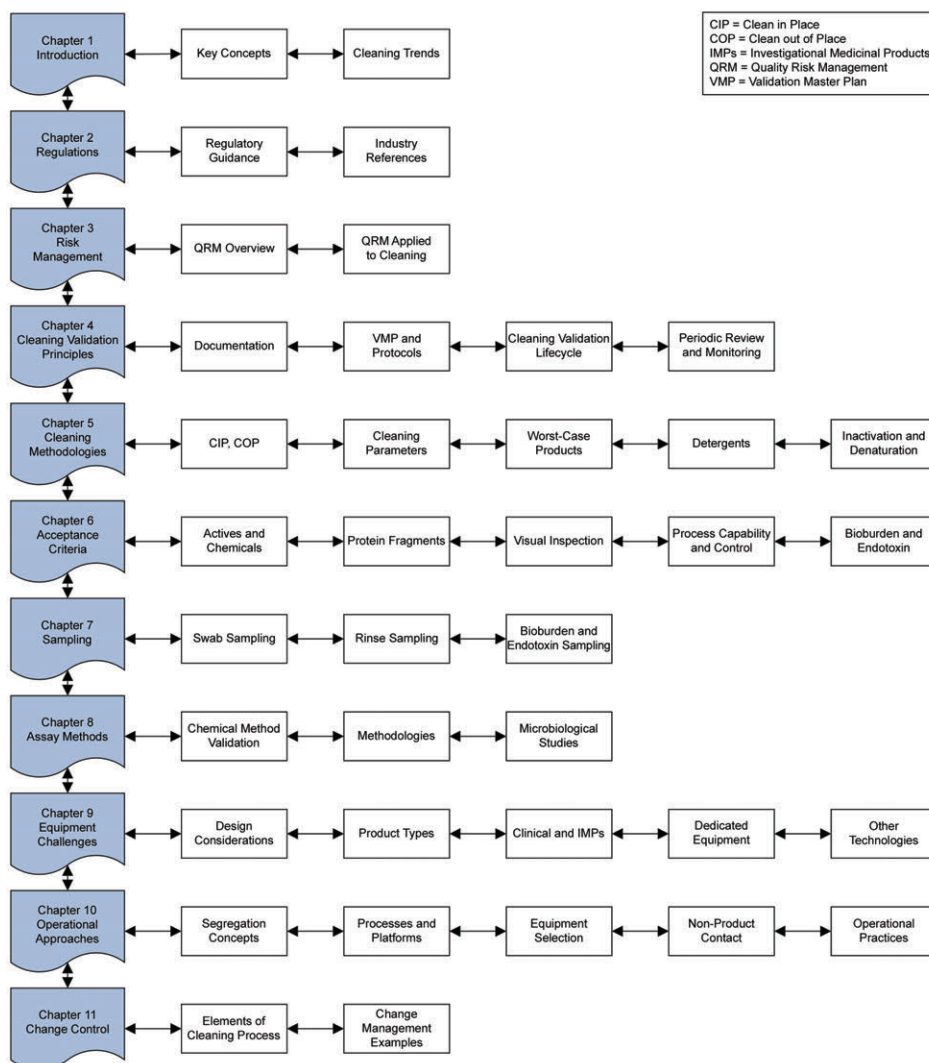 CIP = Clean in Place
COP = Clean out of Place
IMPs = Investigational Medicinal Products
QRM = Quality Risk Management
VMP = Validation Master Plan
Chapter 1
Introduction
Key Concepts
Cleaning Trends
Chapter 2
Regulations
Regulatory
Guidance
Industry
References
Chapter 3
Risk
Management
QRM Overview
QRM Applied
to Cleaning
Chapter 4
Cleaning Validation
Principles
Documentation
VMP and
Protocols
Cleaning Validation
Lifecycle
Periodic Review
and Monitoring
Chapter 5
Cleaning
Methodologies
CIP, COP
Cleaning
Parameters
Worst-Case
Products
Detergents
Inactivation and
Denaturation
Chapter 6
Acceptance
Criteria
Actives and
Chemicals
Protein Fragments
Visual Inspection
Process Capability
and Control
Bioburden and
Endotoxin
Chapter 7
Sampling
Swab Sampling
Rinse Sampling
Bioburden and
Endotoxin Sampling
Chapter 8
Assay Methods
Chemical Method
Validation
Methodologies
Microbiological
Studies
Chapter 9
Equipment
Challenges
Design
Considerations
Product Types
Clinical and IMPs
Dedicated
Equipment
Other
Technologies
Chapter 10
Operational
Approaches
Segregation
Concepts
Processes and
Platforms
Equipment
Selection
Non-Product
Contact
Operational
Practices
Chapter 11
Change Control
Elements of
Cleaning Process
Change
Management
Examples